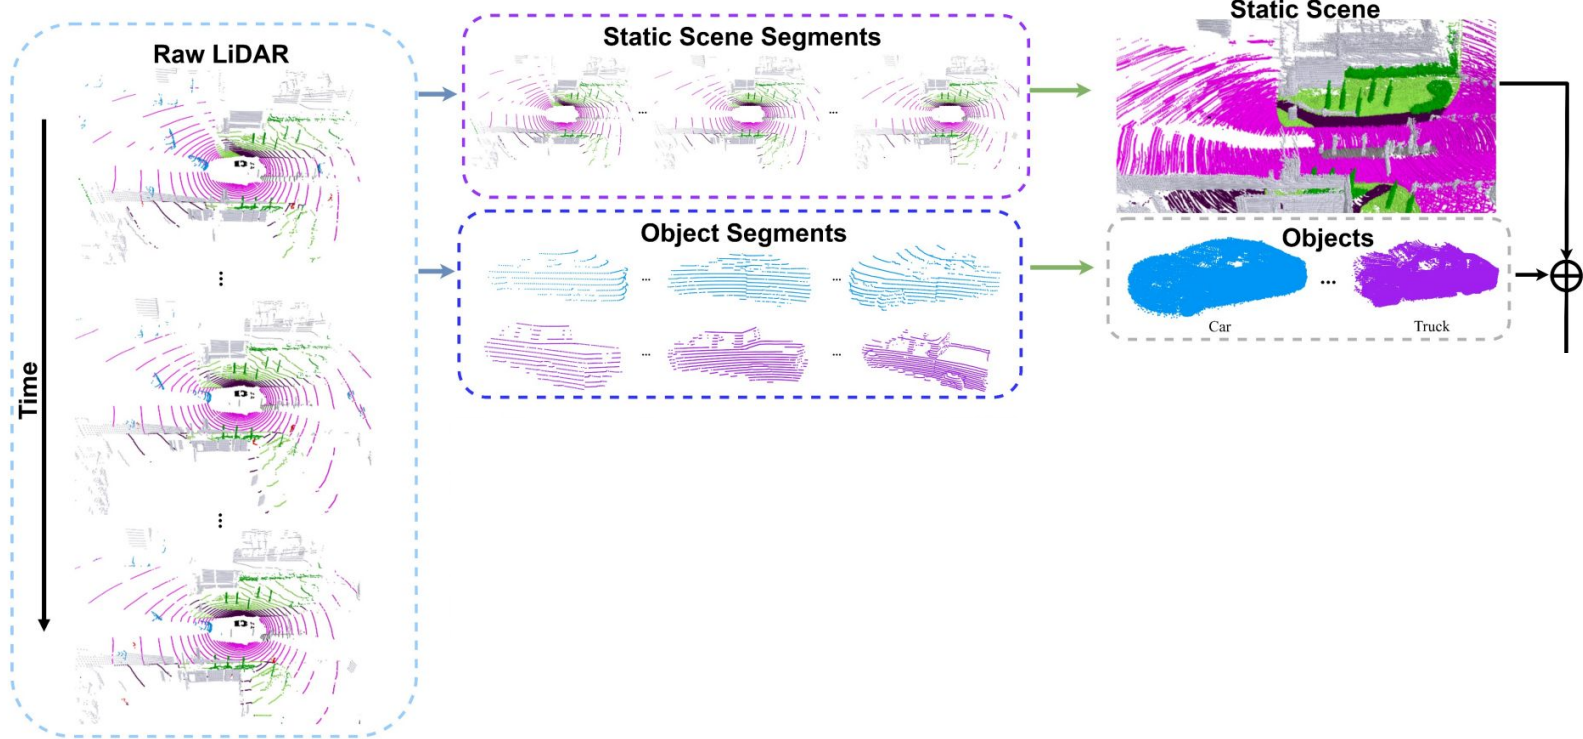 Raw LiDAR
Time
...
...
Static Scene Segments
... ...
Object Segments
... ...
... ...
Static Scene
Objects
...
Car Truck